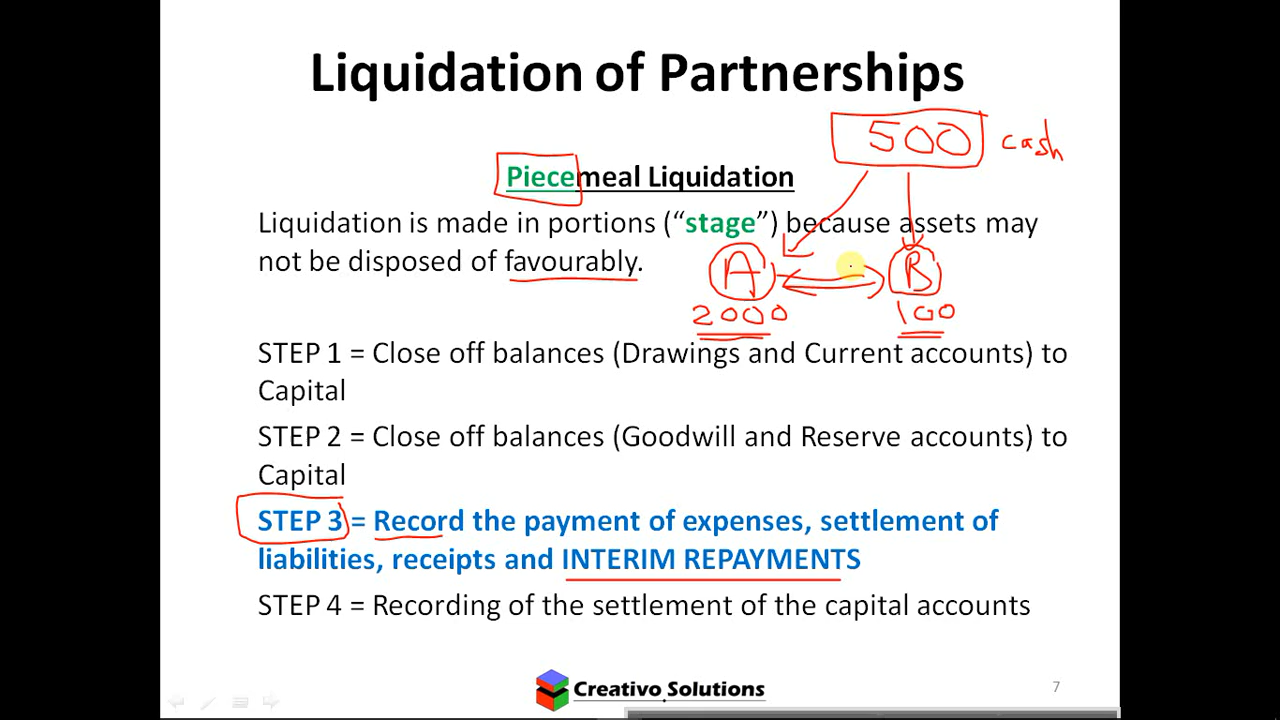 Liquidation of Partnerships
500 cash
Piecemeal Liquidation
Liquidation is made in portions (“stage”) because assets may
not be disposed of favourably.
A B
2000 100
STEP 1 = Close off balances (Drawings and Current accounts) to
Capital
STEP 2 = Close off balances (Goodwill and Reserve accounts) to
Capital
STEP 3 = Record the payment of expenses, settlement of
liabilities, receipts and INTERIM REPAYMENTS
STEP 4 = Recording of the settlement of the capital accounts
Creativo Solutions
7